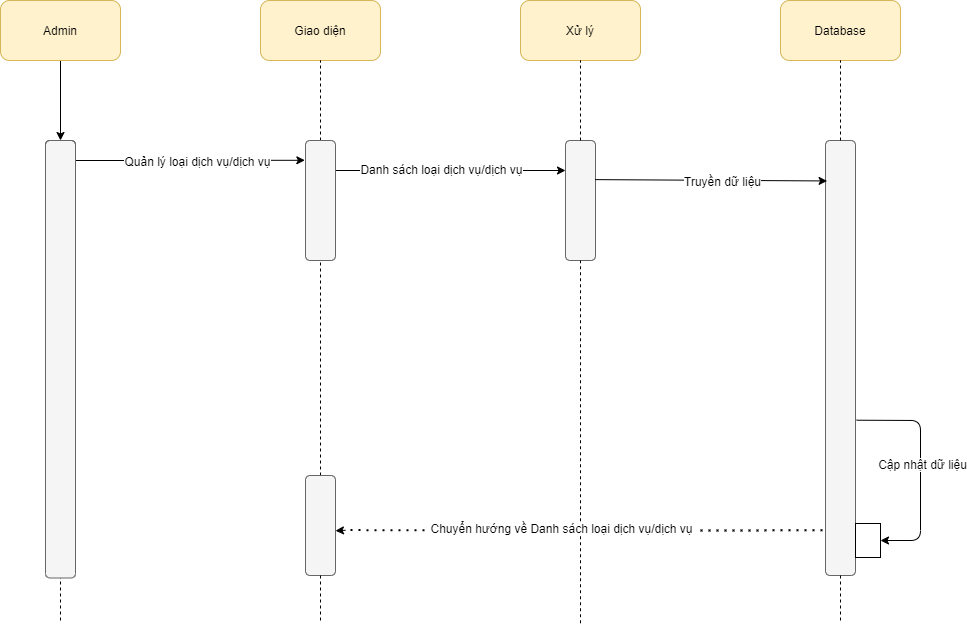 Admin
Giao diện
Xử lý
Database
Quản lý loại dịch vụ/dịch vụ
Danh sách loại dịch vụ/dịch vụ
Truyền dữ liệu
Cập nhật dữ liệu
Chuyển hướng về Danh sách loại dịch vụ/dịch vụ